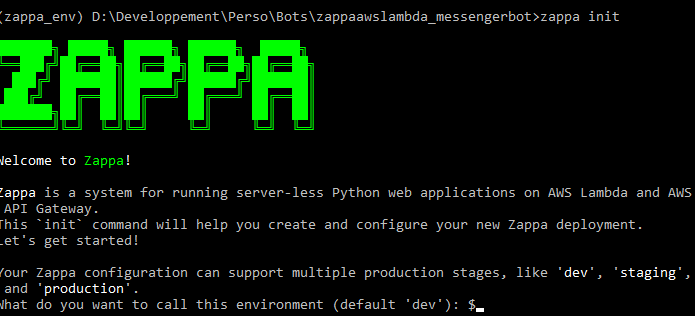 (zappa_env) D:\Developpement\Perso\Bots\zappaawslambda_messengerbot>zappa init
ZAPPA
Welcome to Zappa!
Zappa is a system for running server-less Python web applications on AWS Lambda and AWS
API Gateway.
This `init` command will help you create and configure your new Zappa deployment.
Let's get started!
Your Zappa configuration can support multiple production stages, like 'dev', 'staging',
and 'production'.
What do you want to call this environment (default 'dev'): $_